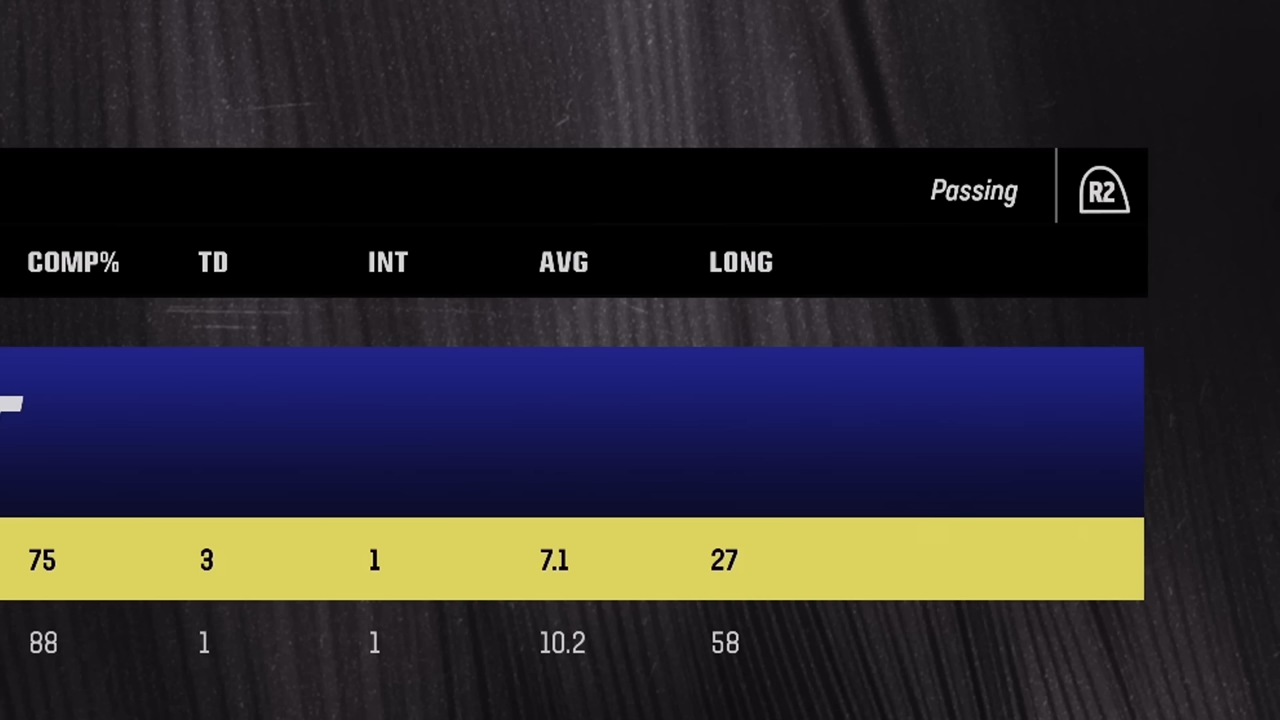 Passing R2
COMP% TD INT AVG LONG
75 3 1 7.1 27
88 1 1 10.2 58